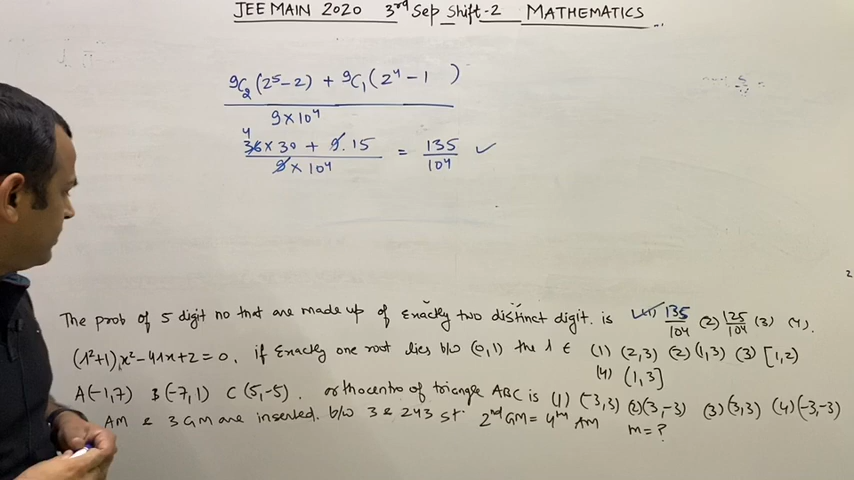 JEE MAIN 2020 3rd Sep Shift-2 MATHEMATICS
9C2 (2^5-2) + 9C1 (2^4-1)
9×10^4
4
36×30 + 9.15 = 135 ✓
9×10^4 10^4
The prob of 5 digit no that are made up of Exactly two distinct digit. is ✓(1) 135/104 (2) 125/104 (3) (4).
(λ²+1)x²-4λx+2=0, if Exactly one root lies b/w (0,1) the λ ∈ (1) (2,3) (2) (1,3) (3) [1,2)
(4) (1,3]
A(-1,7) B(-7,1) C(5,-5). orthocentre of triangle ABC is (1) (-3,3) (2) (3,-3) (3) (3,3) (4) (-3,-3)
AM & 3 GM are inserted. b/w 3 & 243 st. 2nd GM = 4th AM m=?